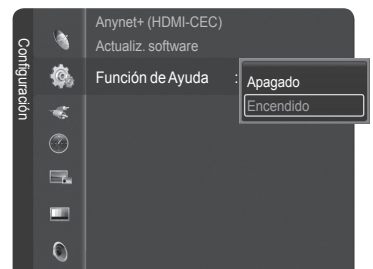 Configuración
Anynet+ (HDMI-CEC)
Actualiz. software
Función de Ayuda :
Apagado
Encendido